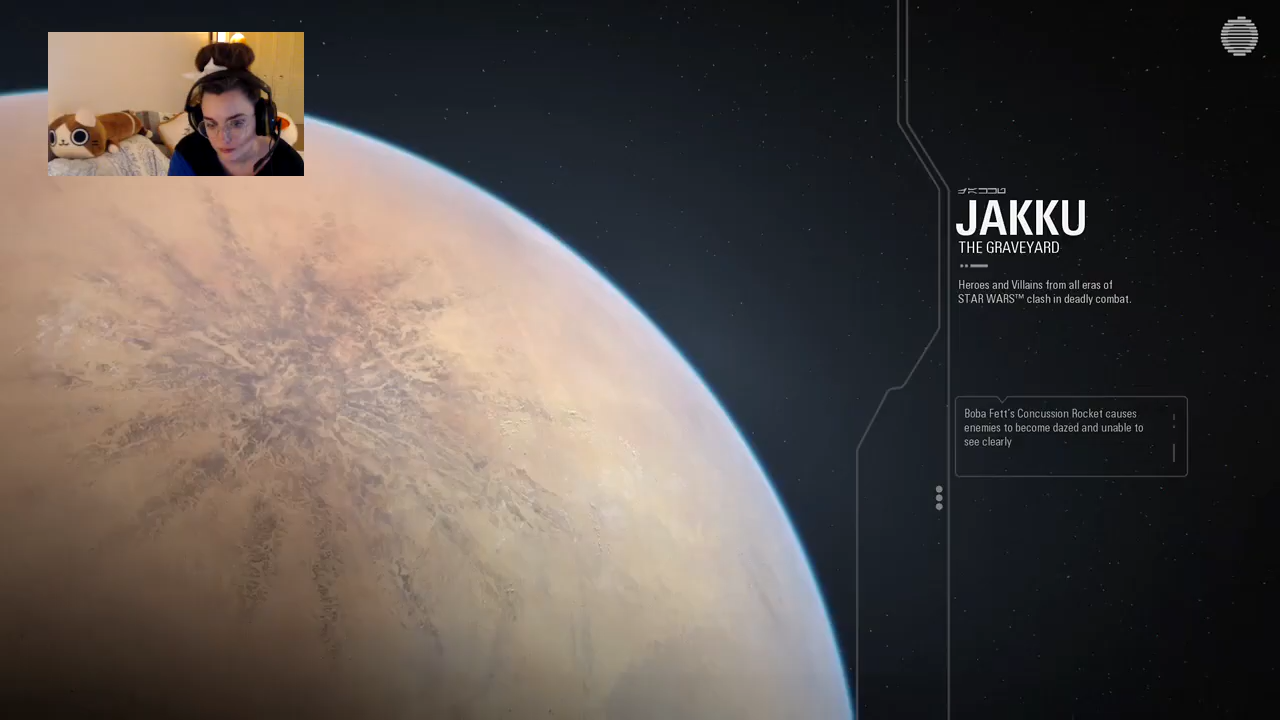 JAKKU
THE GRAVEYARD
Heroes and Villains from all eras of
STAR WARS™ clash in deadly combat.
Boba Fett's Concussion Rocket causes
enemies to become dazed and unable to
see clearly